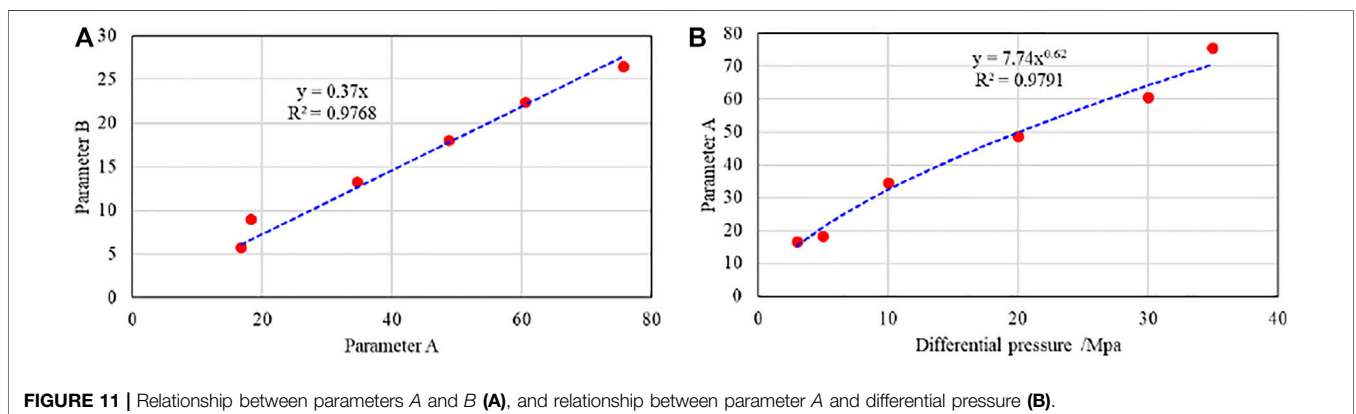 A
30
25
20
15
10
5
0
Parameter B
y = 0.37x
R² = 0.9768
0 20 40 60 80
Parameter A
B
80
70
60
50
40
30
20
10
0
Parameter A
y = 7.74x^0.62
R² = 0.9791
0 10 20 30 40
Differential pressure /Mpa
FIGURE 11 | Relationship between parameters A and B (A), and relationship between parameter A and differential pressure (B).